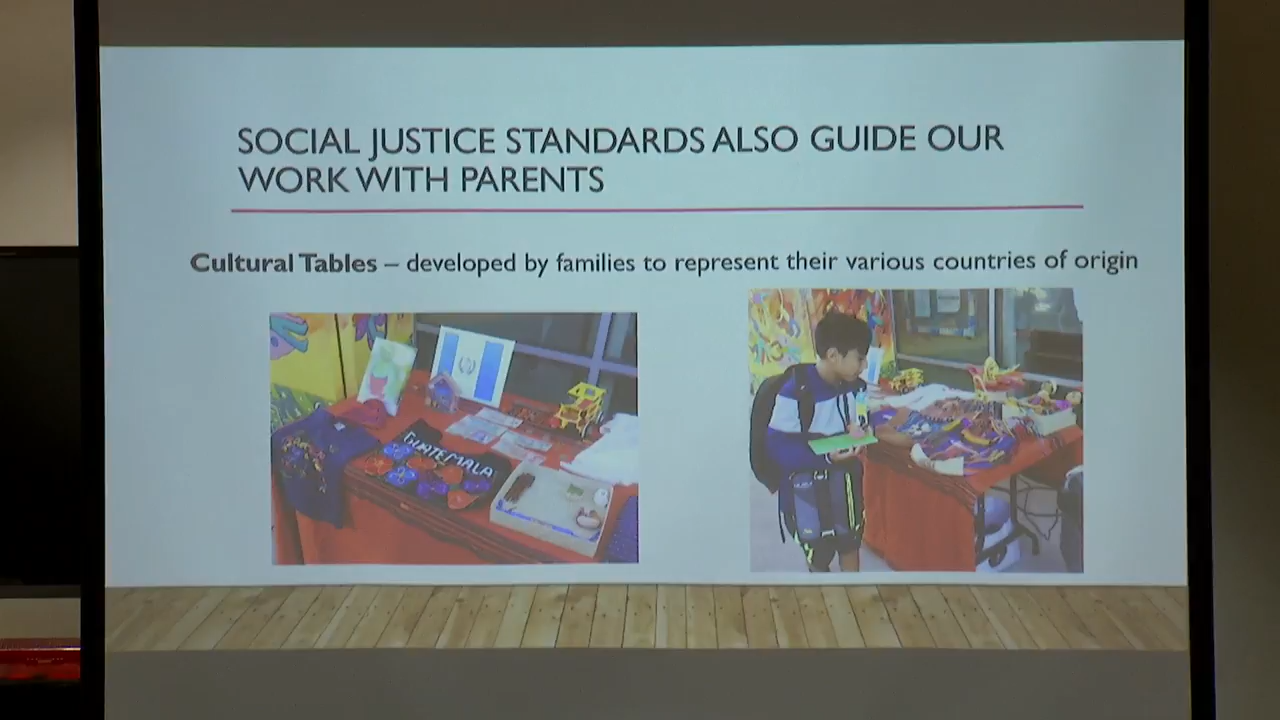 SOCIAL JUSTICE STANDARDS ALSO GUIDE OUR
WORK WITH PARENTS
Cultural Tables – developed by families to represent their various countries of origin
GUATEMALA